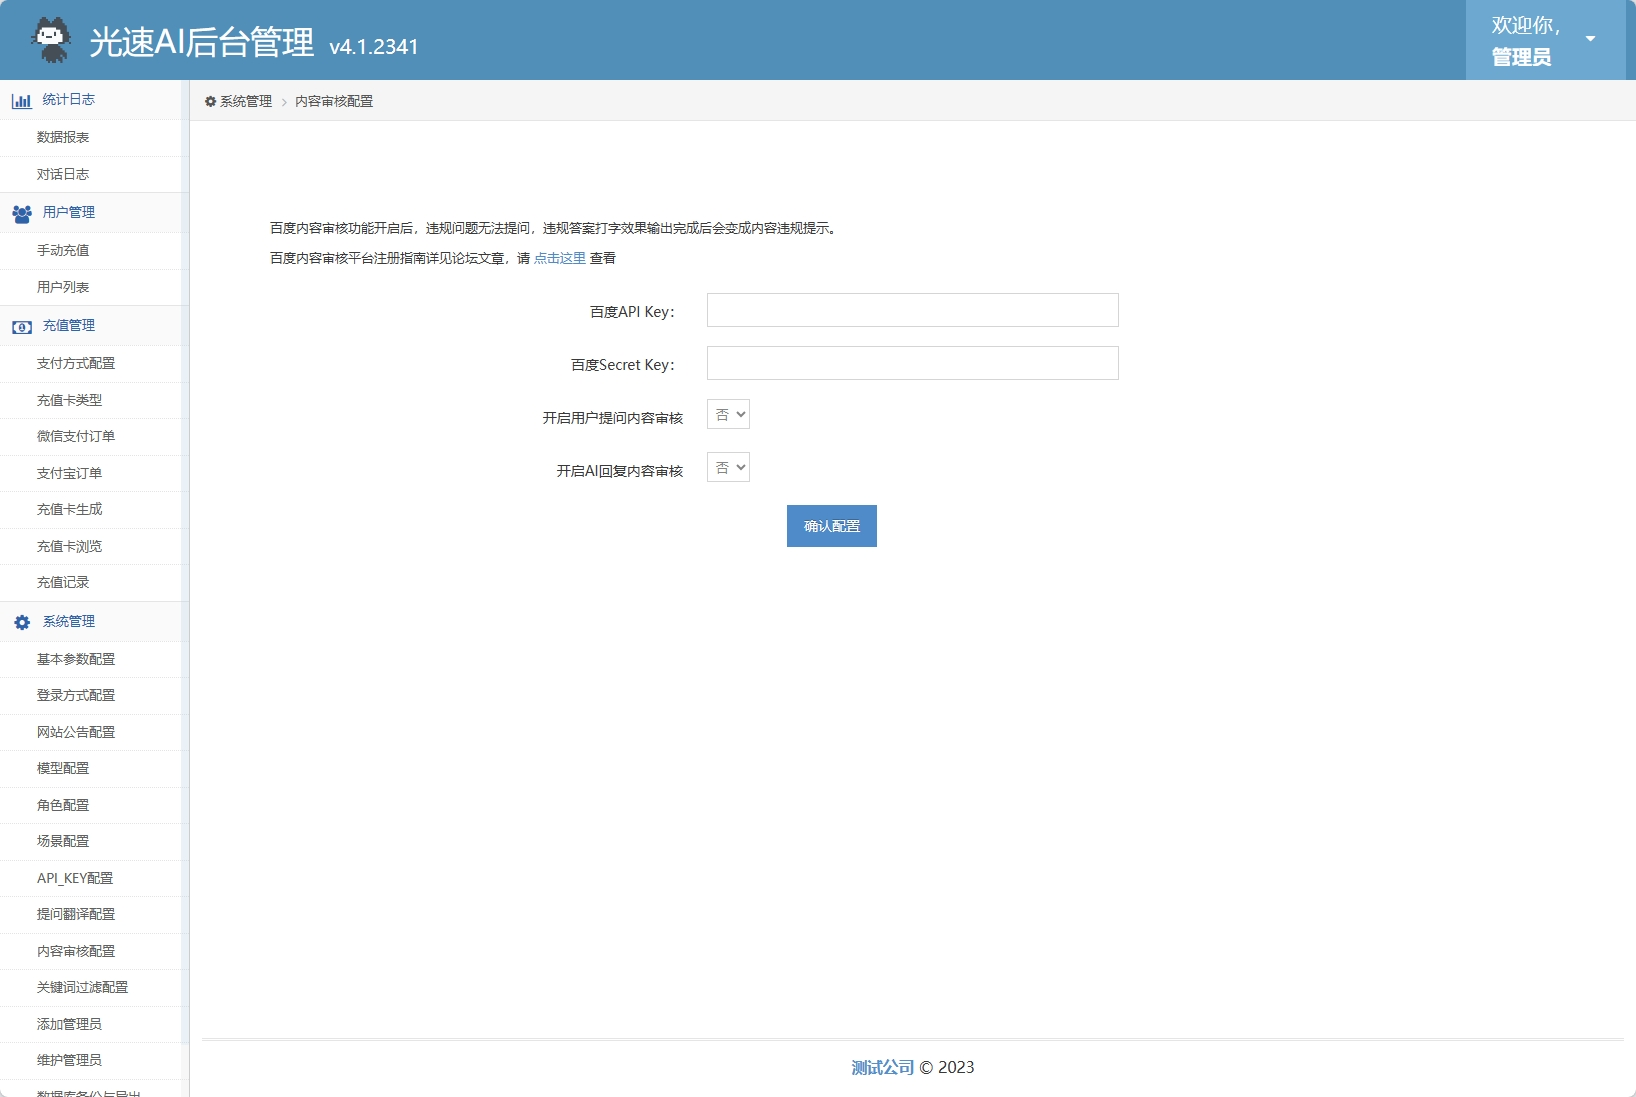 光速AI后台管理 v4.1.2341
欢迎你，
管理员
统计日志
数据报表
对话日志
用户管理
手动充值
用户列表
充值管理
支付方式配置
充值卡类型
微信支付订单
支付宝订单
充值卡生成
充值卡浏览
充值记录
系统管理
基本参数配置
登录方式配置
网站公告配置
模型配置
角色配置
场景配置
API_KEY配置
提问翻译配置
内容审核配置
关键词过滤配置
添加管理员
维护管理员
数据库备份与导出
系统管理 > 内容审核配置
百度内容审核功能开启后，违规问题无法提问，违规答案打字效果输出完成后会变成内容违规提示。
百度内容审核平台注册指南详见论坛文章，请 点击这里 查看
百度API Key：
百度Secret Key：
开启用户提问内容审核 否
开启AI回复内容审核 否
确认配置
测试公司 © 2023